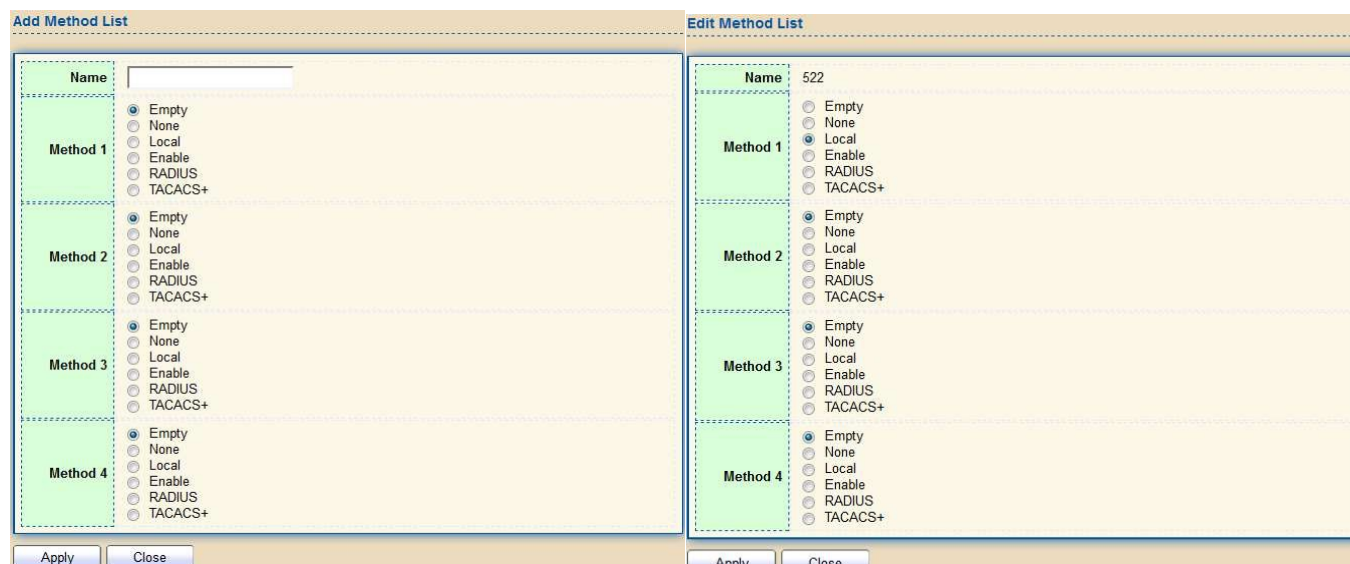 Add Method List
Name
Method 1
Empty
None
Local
Enable
RADIUS
TACACS+
Method 2
Empty
None
Local
Enable
RADIUS
TACACS+
Method 3
Empty
None
Local
Enable
RADIUS
TACACS+
Method 4
Empty
None
Local
Enable
RADIUS
TACACS+
Apply Close
Edit Method List
Name 522
Method 1
Empty
None
Local
Enable
RADIUS
TACACS+
Method 2
Empty
None
Local
Enable
RADIUS
TACACS+
Method 3
Empty
None
Local
Enable
RADIUS
TACACS+
Method 4
Empty
None
Local
Enable
RADIUS
TACACS+
Apply Close